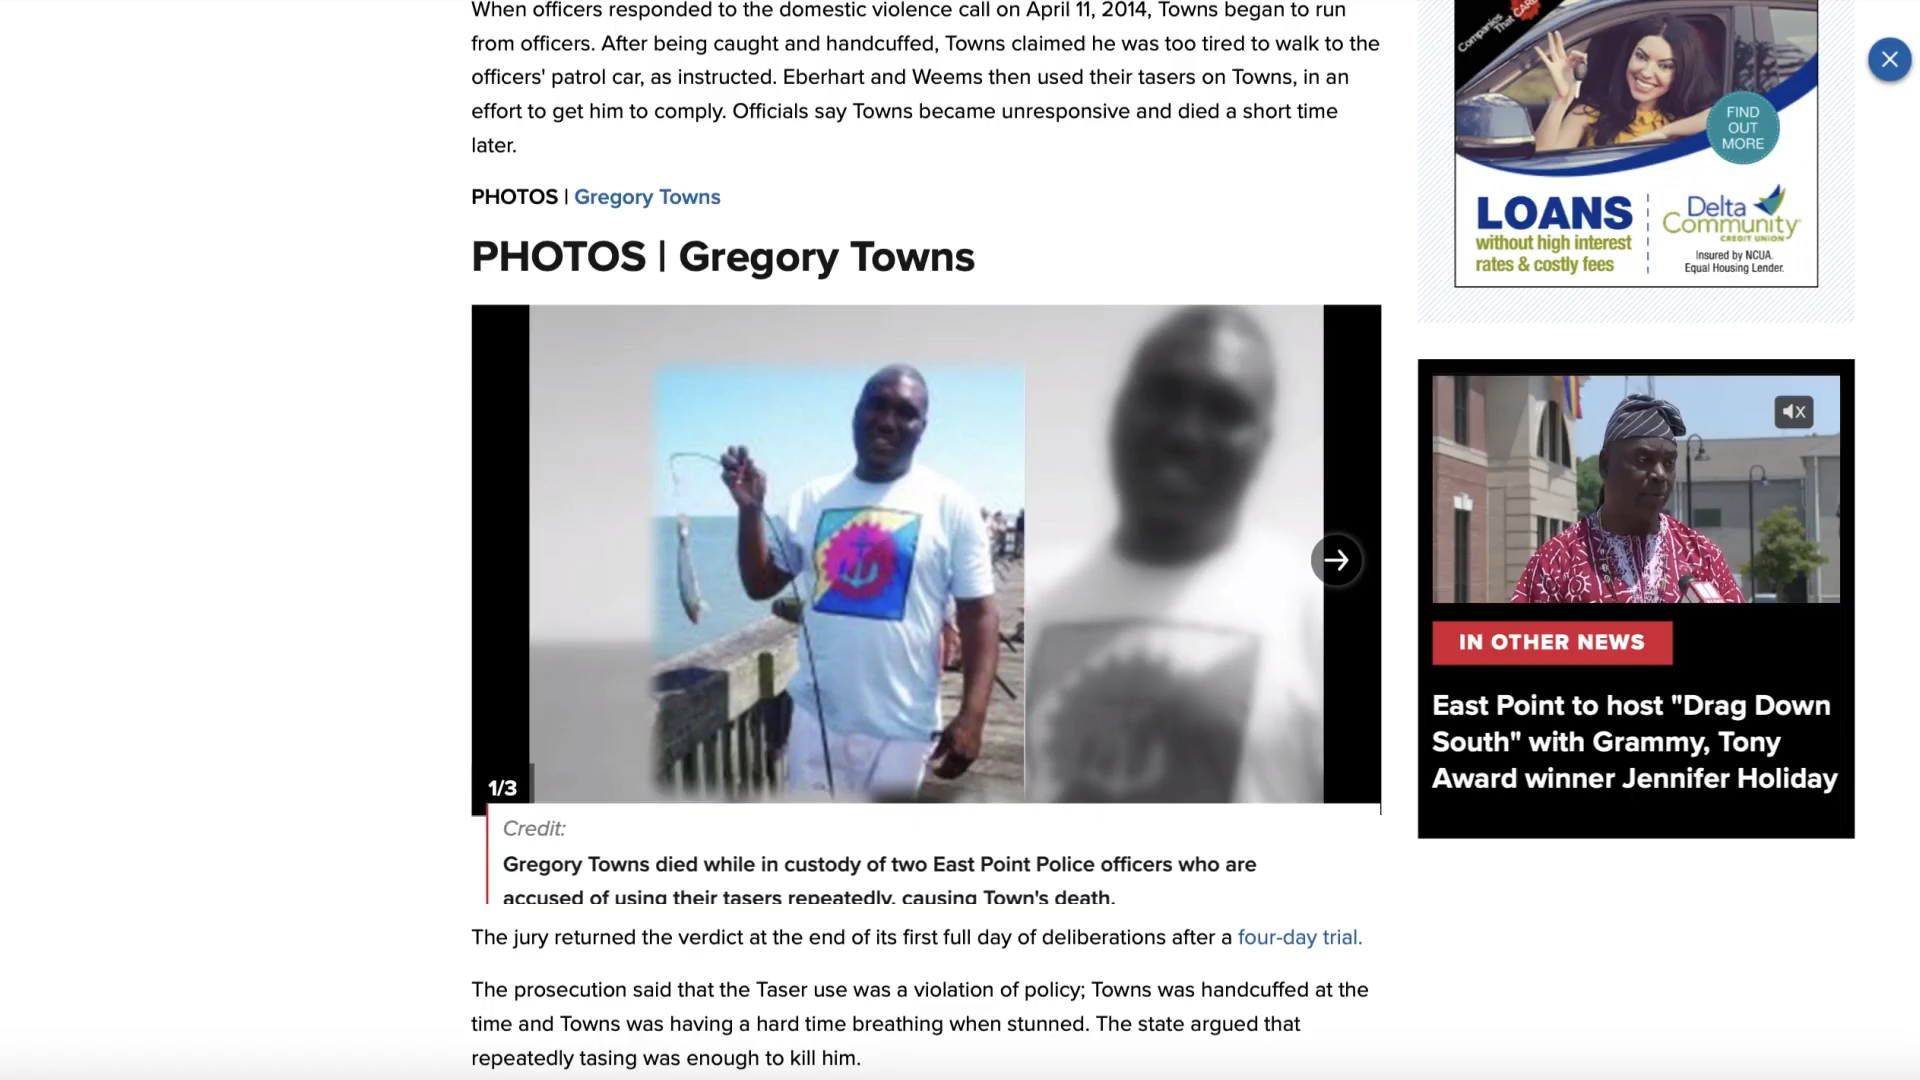 When officers responded to the domestic violence call on April 11, 2014, Towns began to run
from officers. After being caught and handcuffed, Towns claimed he was too tired to walk to the
officers' patrol car, as instructed. Eberhart and Weems then used their tasers on Towns, in an
effort to get him to comply. Officials say Towns became unresponsive and died a short time
later.
PHOTOS | Gregory Towns
PHOTOS | Gregory Towns
1/3
Credit:
Gregory Towns died while in custody of two East Point Police officers who are
accused of using their tasers repeatedly, causing Town's death.
The jury returned the verdict at the end of its first full day of deliberations after a four-day trial.
The prosecution said that the Taser use was a violation of policy; Towns was handcuffed at the
time and Towns was having a hard time breathing when stunned. The state argued that
repeatedly tasing was enough to kill him.
Companies
That CARE
FIND
OUT
MORE
LOANS
without high interest
rates & costly fees
Delta
Community
CREDIT UNION
Insured by NCUA.
Equal Housing Lender.
IN OTHER NEWS
East Point to host "Drag Down
South" with Grammy, Tony
Award winner Jennifer Holiday